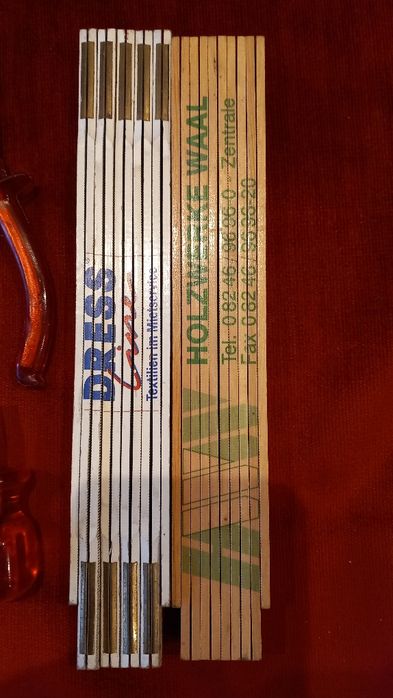 DRESS
Line
Textilien im Mietservice
HOLZWERKE WAAL
Tel. 0 82 46 / 96 96-0 Zentrale
Fax 0 82 46 / 96 96-20